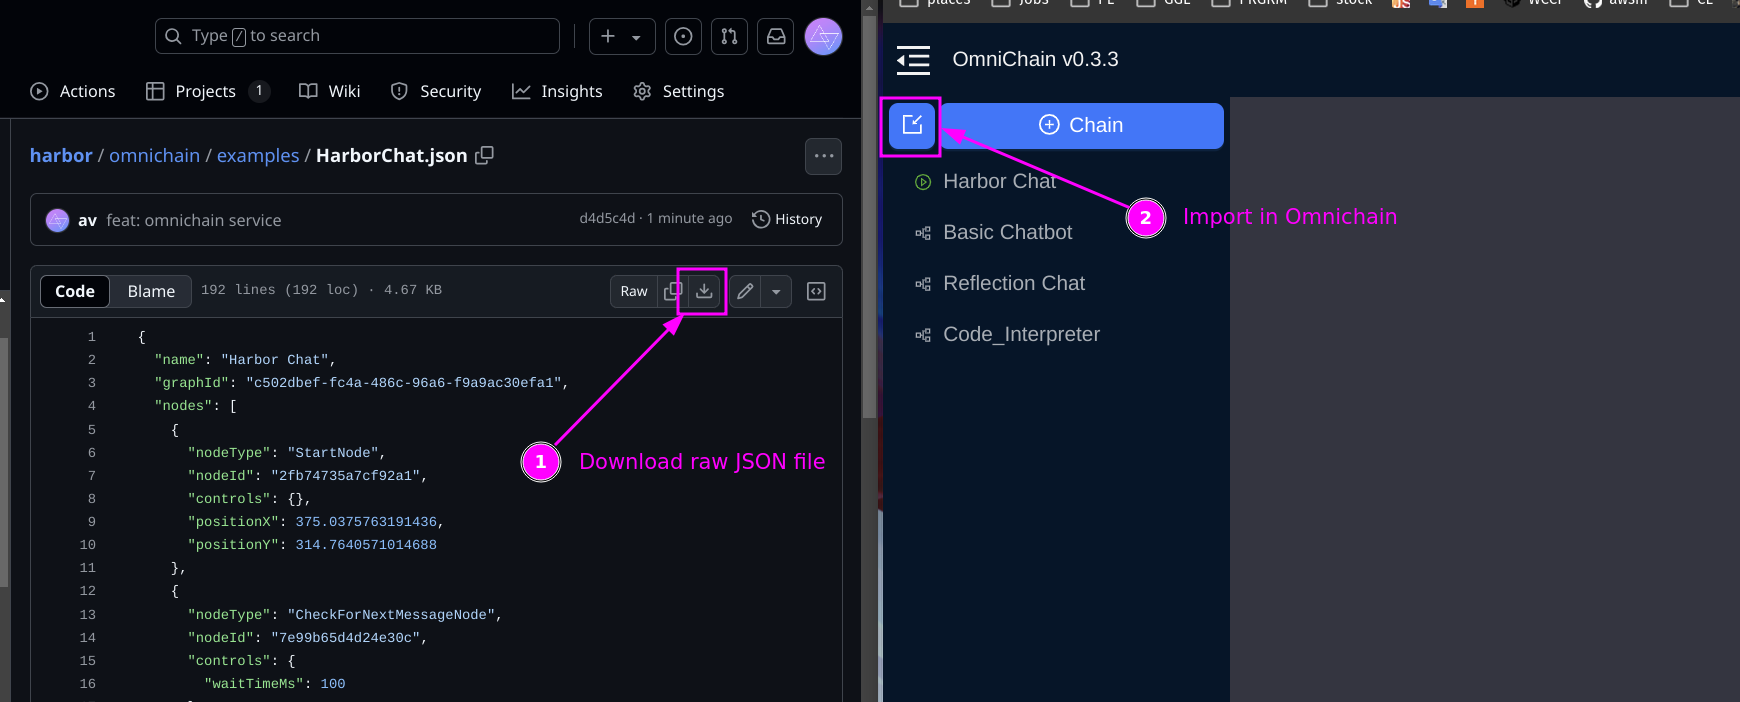 Type / to search
Actions
Projects 1
Wiki
Security
Insights
Settings
harbor / omnichain / examples / HarborChat.json
av feat: omnichain service
d4d5c4d · 1 minute ago
History
Code
Blame
192 lines (192 loc) · 4.67 KB
Raw
1 {
2 "name": "Harbor Chat",
3 "graphId": "c502dbef-fc4a-486c-96a6-f9a9ac30efa1",
4 "nodes": [
5 {
6 "nodeType": "StartNode",
7 "nodeId": "2fb74735a7cf92a1",
8 "controls": {},
9 "positionX": 375.0375763191436,
10 "positionY": 314.7640571014688
11 },
12 {
13 "nodeType": "CheckForNextMessageNode",
14 "nodeId": "7e99b65d4d24e30c",
15 "controls": {
16 "waitTimeMs": 100
1 Download raw JSON file
places
Jobs
stock
OmniChain v0.3.3
Chain
Harbor Chat
Basic Chatbot
Reflection Chat
Code_Interpreter
2 Import in Omnichain